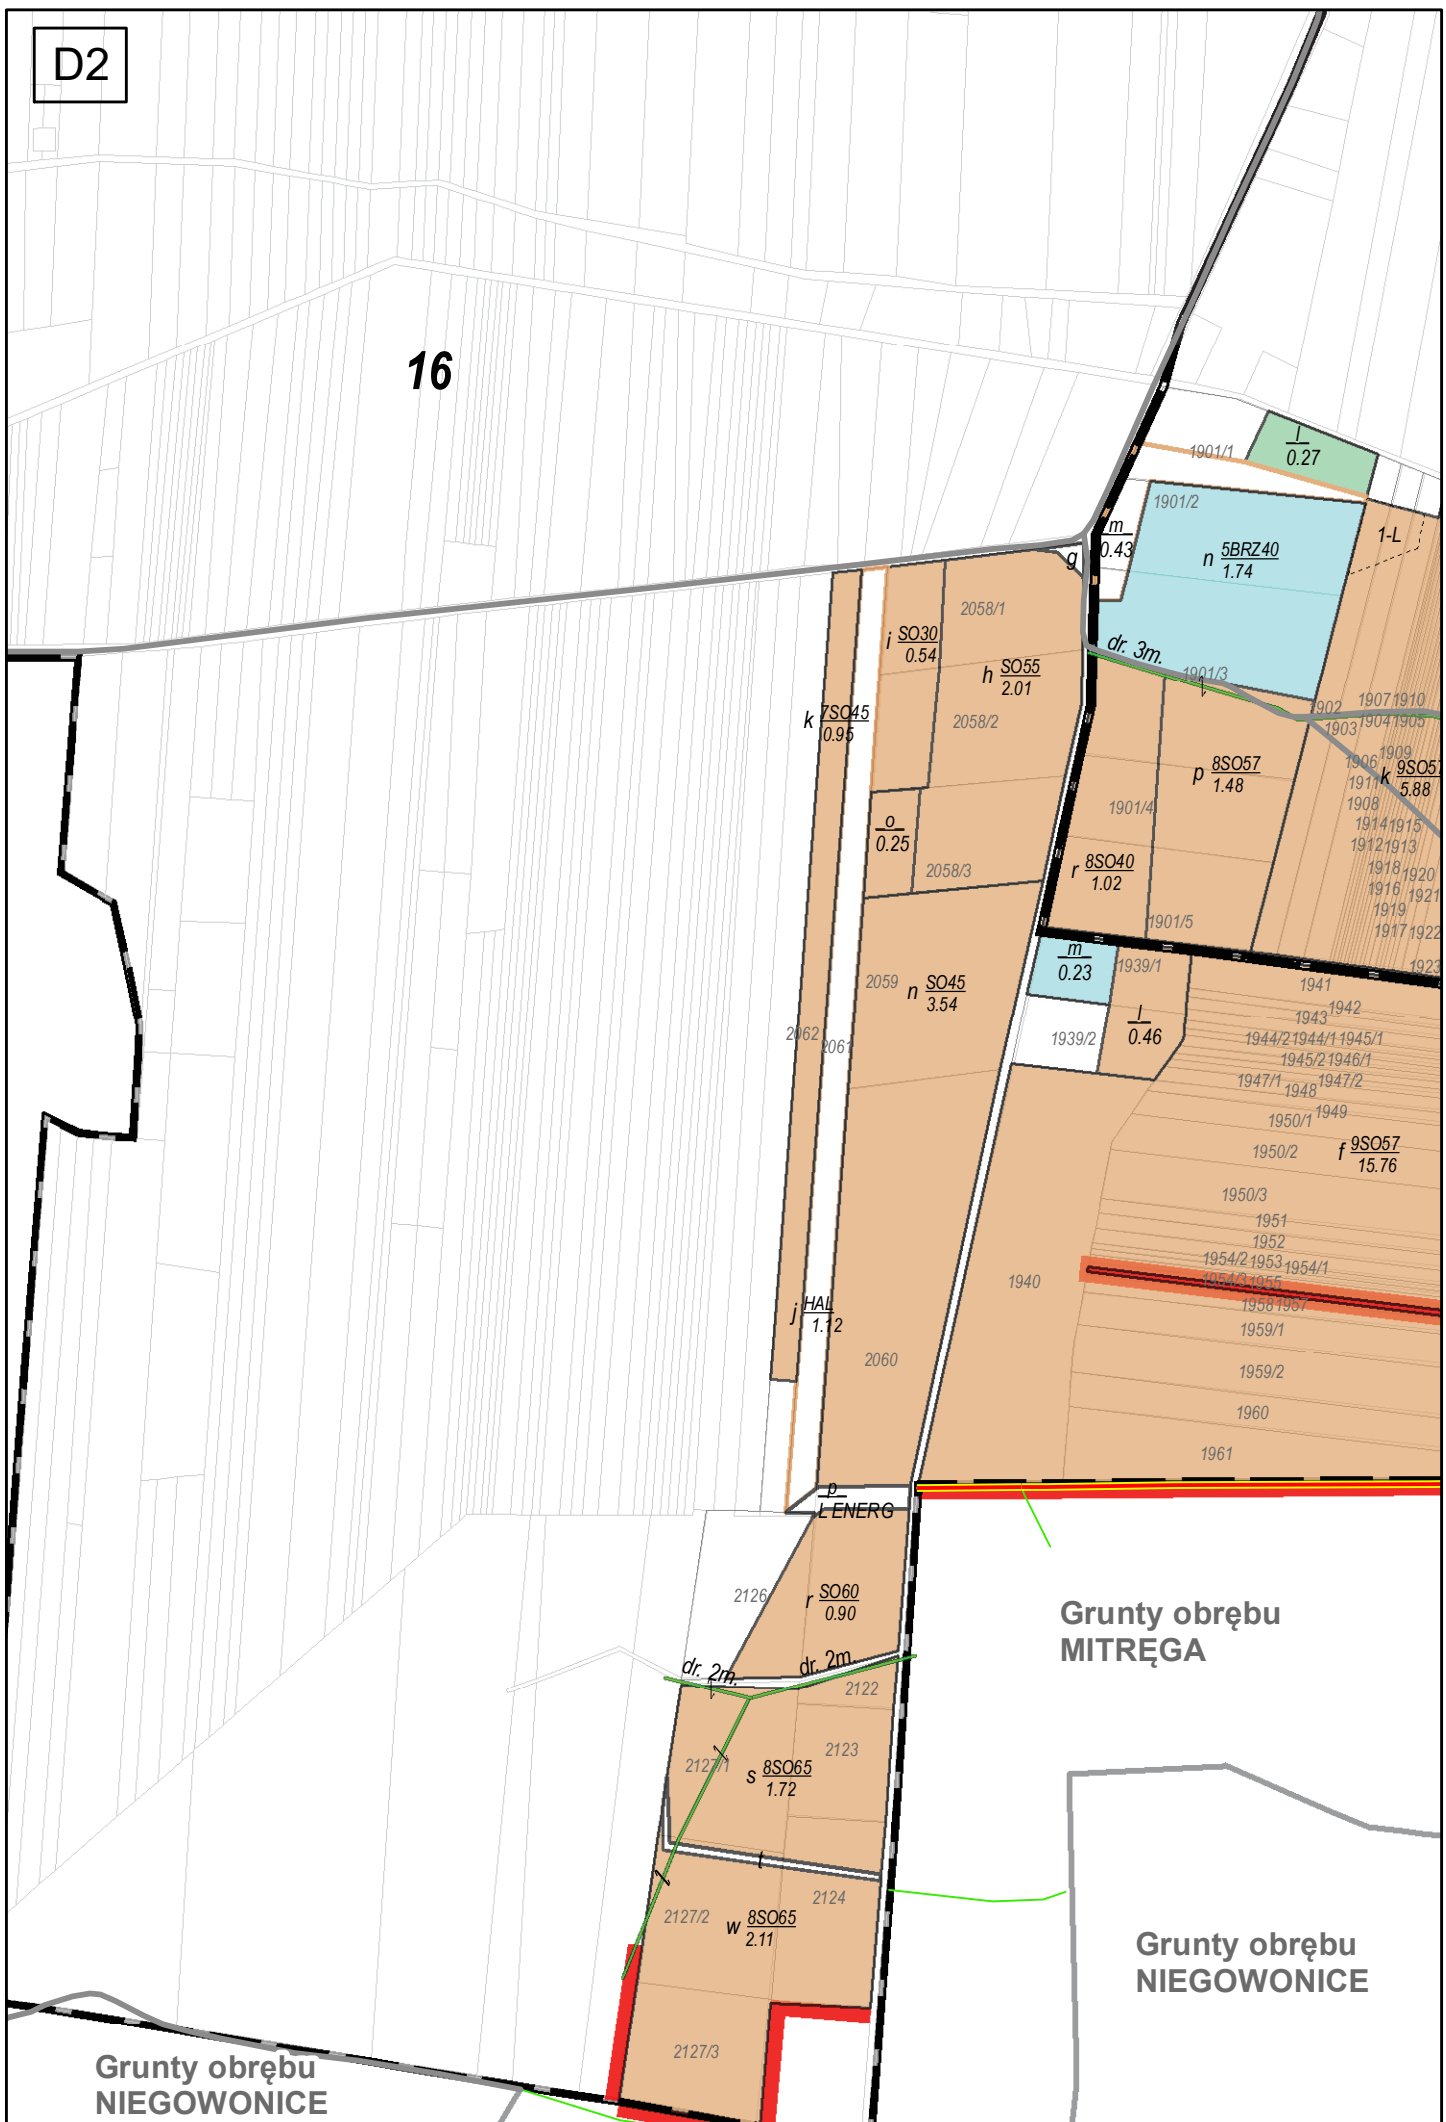 D2
16
1901/1
l
0.27
1901/2
m
0.43
n 5BRZ40
1.74
1-L
g
2058/1
i SO30
0.54
h SO55
2.01
dr. 3m.
1901/3
k 7SO45
0.95
2058/2
1902
1907 1910
1903 1904 1905
1906 1909
p 8SO57
1.48
1911
k 9SO57
5.88
1908
1901/4
o
0.25
1914 1915
1912 1913
2058/3
r 8SO40
1.02
1918 1920
1916 1921
1919
1901/5
1917 1922
1923
m
0.23
1939/1
2059
n SO45
3.54
1941
1942
1943
2062
2061
1939/2
l
0.46
1944/2 1944/1 1945/1
1945/2 1946/1
1947/1 1948 1947/2
1949
1950/1
1950/2
f 9SO57
15.76
1950/3
1951
1952
1954/2 1953 1954/1
1940
1954/3 1955
1958 1957
j HAL
1.12
1959/1
2060
1959/2
1960
1961
p
L ENERG
2126
r SO60
0.90
Grunty obrębu
MITRĘGA
dr. 2m.
dr. 2m.
2122
2123
2127/1
s 8SO65
1.72
t
2124
2127/2
w 8SO65
2.11
Grunty obrębu
NIEGOWONICE
2127/3
Grunty obrębu
NIEGOWONICE